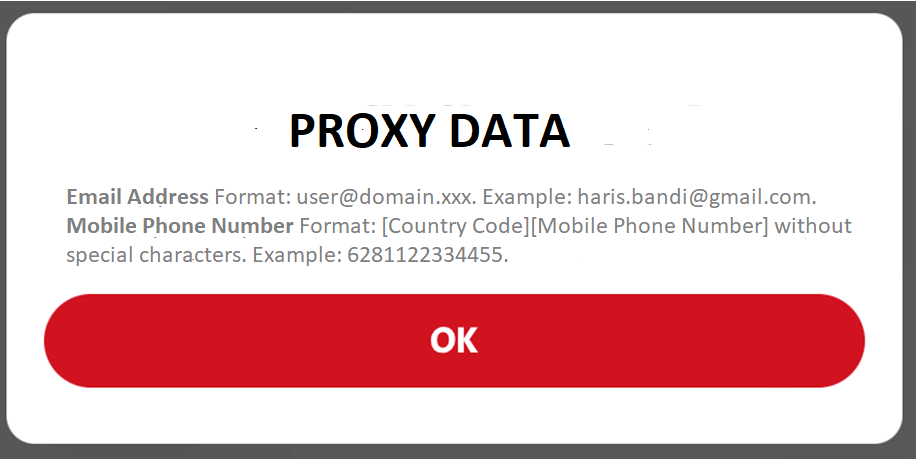 PROXY DATA
Email Address Format: user@domain.xxx. Example: haris.bandi@gmail.com.
Mobile Phone Number Format: [Country Code][Mobile Phone Number] without
special characters. Example: 6281122334455.
OK